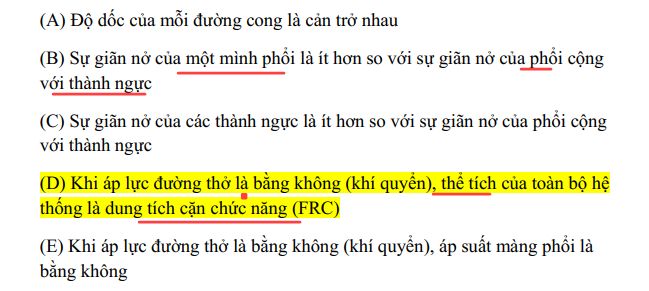 (A) Độ dốc của mỗi đường cong là cản trở nhau
(B) Sự giãn nở của một mình phổi là ít hơn so với sự giãn nở của phổi cộng
với thành ngực
(C) Sự giãn nở của các thành ngực là ít hơn so với sự giãn nở của phổi cộng
với thành ngực
(D) Khi áp lực đường thở là bằng không (khí quyển), thể tích của toàn bộ hệ
thống là dung tích cặn chức năng (FRC)
(E) Khi áp lực đường thở là bằng không (khí quyển), áp suất màng phổi là
bằng không